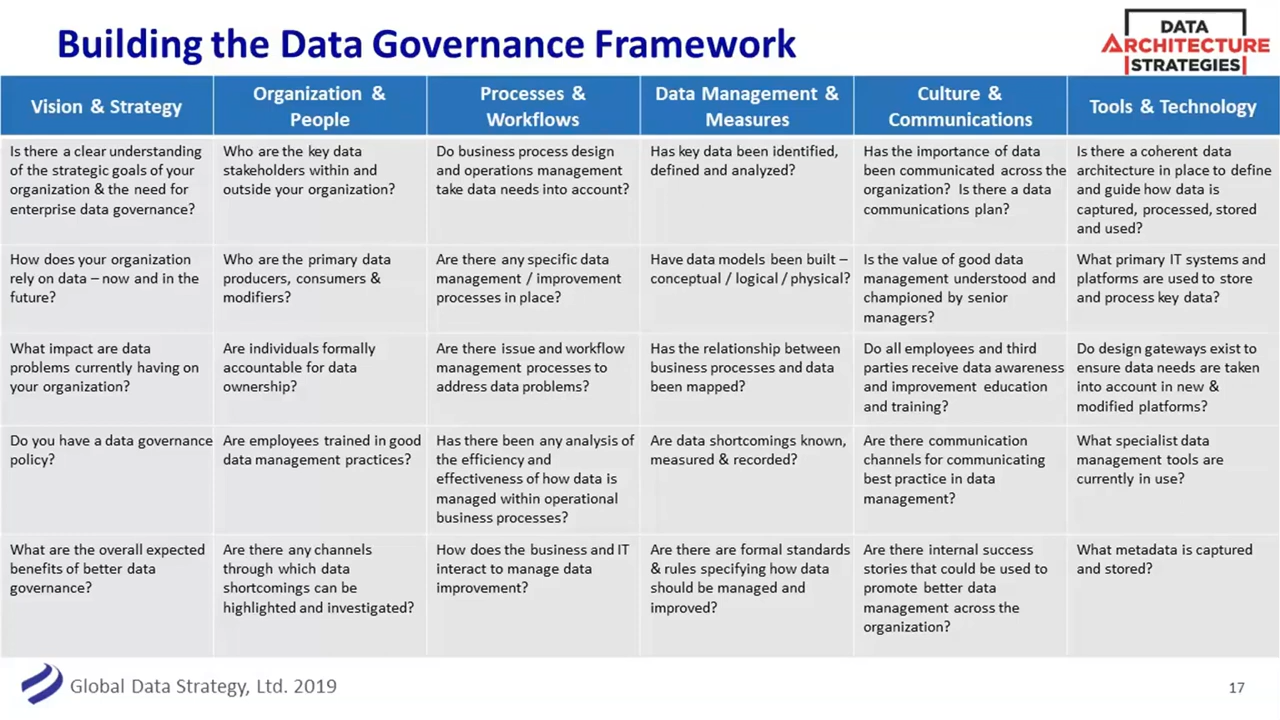 Building the Data Governance Framework
DATA
ARCHITECTURE
STRATEGIES
Vision & Strategy
Organization &
People
Processes &
Workflows
Data Management &
Measures
Culture &
Communications
Tools & Technology
Is there a clear understanding
of the strategic goals of your
organization & the need for
enterprise data governance?
Who are the key data
stakeholders within and
outside your organization?
Do business process design
and operations management
take data needs into account?
Has key data been identified,
defined and analyzed?
Has the importance of data
been communicated across the
organization? Is there a data
communications plan?
Is there a coherent data
architecture in place to define
and guide how data is
captured, processed, stored
and used?
How does your organization
rely on data – now and in the
future?
Who are the primary data
producers, consumers &
modifiers?
Are there any specific data
management / improvement
processes in place?
Have data models been built –
conceptual / logical / physical?
Is the value of good data
management understood and
championed by senior
managers?
What primary IT systems and
platforms are used to store
and process key data?
What impact are data
problems currently having on
your organization?
Are individuals formally
accountable for data
ownership?
Are there issue and workflow
management processes to
address data problems?
Has the relationship between
business processes and data
been mapped?
Do all employees and third
parties receive data awareness
and improvement education
and training?
Do design gateways exist to
ensure data needs are taken
into account in new &
modified platforms?
Do you have a data governance
policy?
Are employees trained in good
data management practices?
Has there been any analysis of
the efficiency and
effectiveness of how data is
managed within operational
business processes?
Are data shortcomings known,
measured & recorded?
Are there communication
channels for communicating
best practice in data
management?
What specialist data
management tools are
currently in use?
What are the overall expected
benefits of better data
governance?
Are there any channels
through which data
shortcomings can be
highlighted and investigated?
How does the business and IT
interact to manage data
improvement?
Are there are formal standards
& rules specifying how data
should be managed and
improved?
Are there internal success
stories that could be used to
promote better data
management across the
organization?
What metadata is captured
and stored?
Global Data Strategy, Ltd. 2019
17